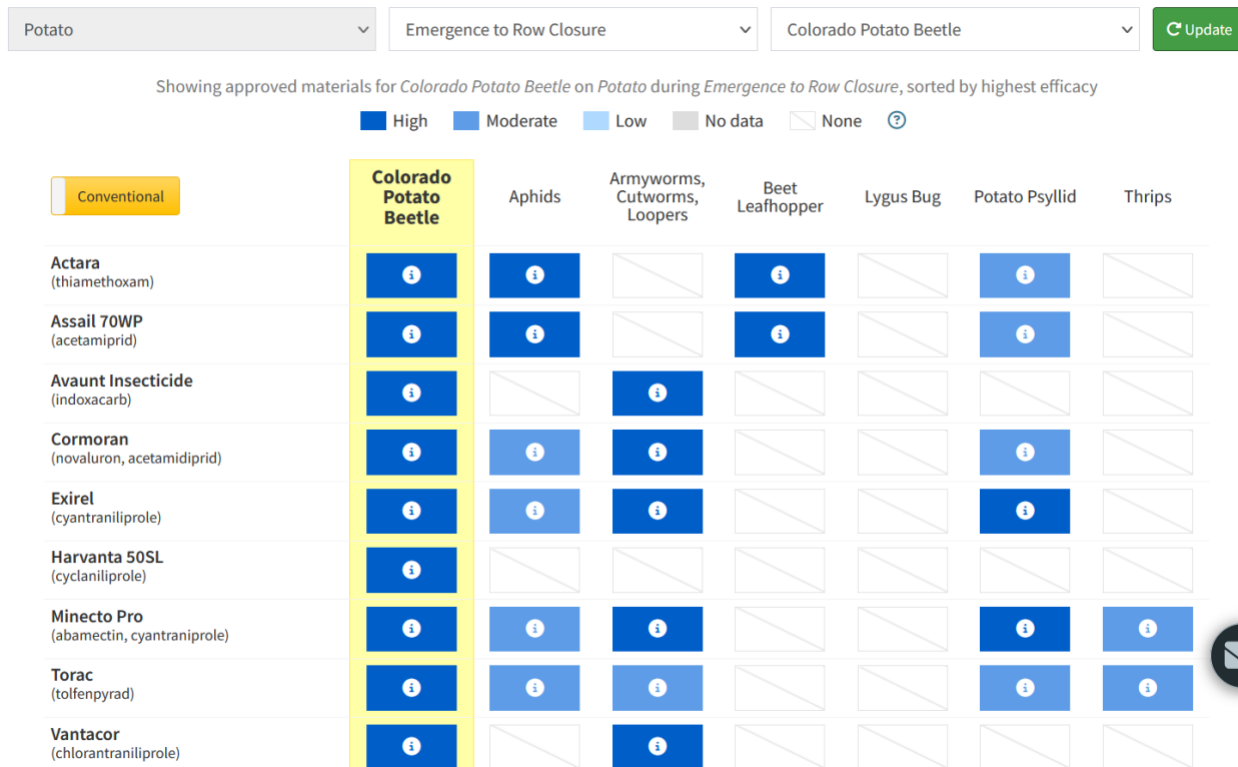 Potato
Emergence to Row Closure
Colorado Potato Beetle
Update
Showing approved materials for Colorado Potato Beetle on Potato during Emergence to Row Closure, sorted by highest efficacy
High
Moderate
Low
No data
None
?
Conventional
Colorado
Potato
Beetle
Aphids
Armyworms,
Cutworms,
Loopers
Beet
Leafhopper
Lygus Bug
Potato Psyllid
Thrips
Actara
(thiamethoxam)
Assail 70WP
(acetamiprid)
Avaunt Insecticide
(indoxacarb)
Cormoran
(novaluron, acetamidiprid)
Exirel
(cyantraniliprole)
Harvanta 50SL
(cyclaniliprole)
Minecto Pro
(abamectin, cyantraniprole)
Torac
(tolfenpyrad)
Vantacor
(chlorantraniliprole)